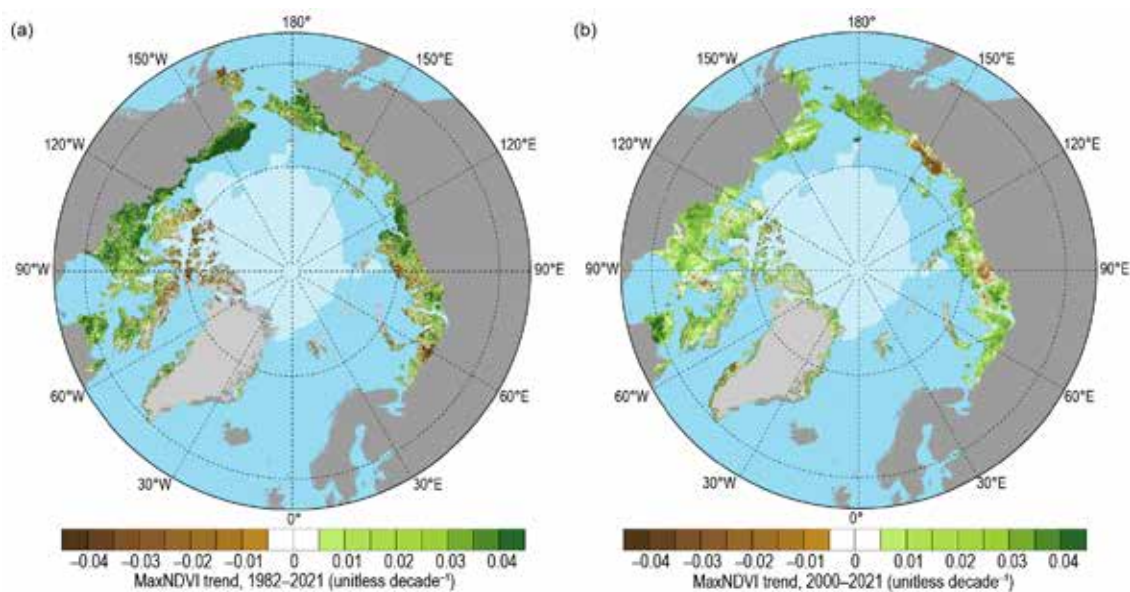 (a)
180°
150°W
150°E
120°W
120°E
90°W
90°E
60°W
60°E
30°W
30°E
0°
–0.04 –0.03 –0.02 –0.01 0 0.01 0.02 0.03 0.04
MaxNDVI trend, 1982–2021 (unitless decade⁻¹)
(b)
180°
150°W
150°E
120°W
120°E
90°W
90°E
60°W
60°E
30°W
30°E
0°
–0.04 –0.03 –0.02 –0.01 0 0.01 0.02 0.03 0.04
MaxNDVI trend, 2000–2021 (unitless decade⁻¹)